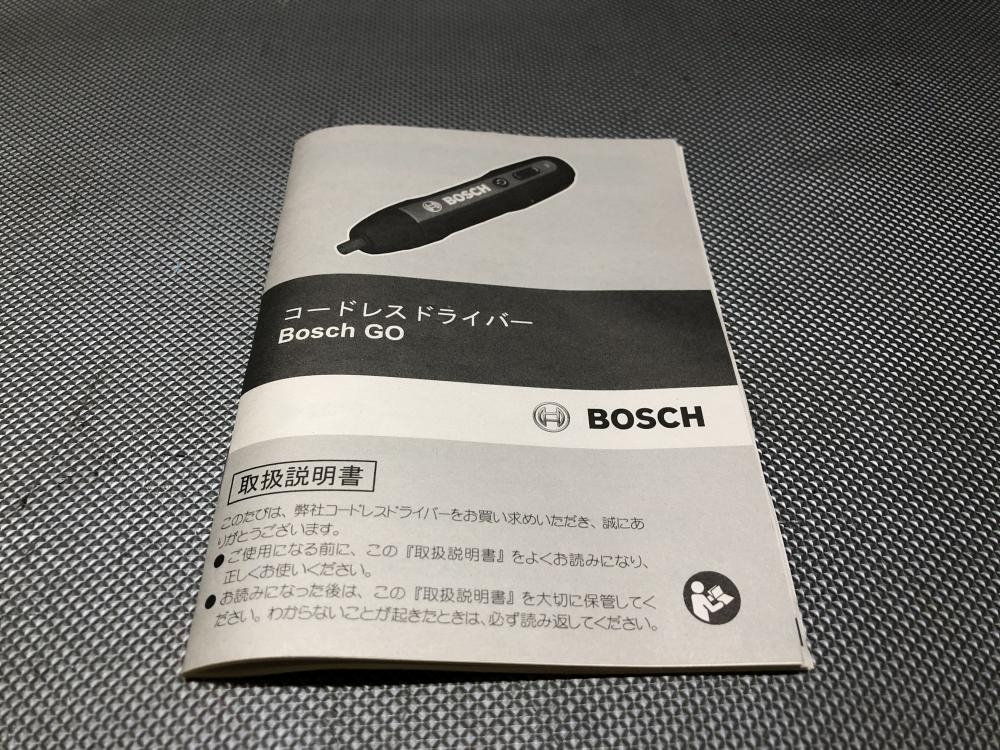 BOSCH
コードレスドライバー
Bosch GO
BOSCH
取扱説明書
このたびは、弊社コードレスドライバーをお買い求めいただき、誠にあ
りがとうございます。
● ご使用になる前に、この『取扱説明書』をよくお読みになり、
正しくお使いください。
● お読みになった後は、この『取扱説明書』を大切に保管してく
ださい。わからないことが起きたときは、必ず読み返してください。